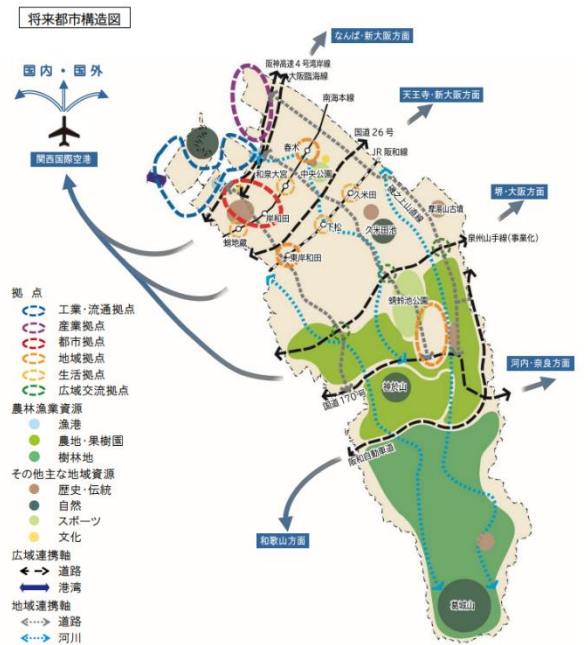 将来都市構造図
なんば・新大阪方面
阪神高速4号湾岸線
大阪臨海線
国内・国外
南海本線
天王寺・新大阪方面
国道26号
JR阪和線
関西国際空港
春木
和泉大宮
中央公園
久米田
磯之上山直線
摩湯山古墳
堺・大阪方面
岸和田
下松
久米田池
泉州山手線(事業化)
蛸地蔵
東岸和田
蜻蛉池公園
拠点
工業・流通拠点
産業拠点
都市拠点
地域拠点
生活拠点
広域交流拠点
河内・奈良方面
国道170号
神於山
農林漁業資源
漁港
農地・果樹園
樹林地
阪和自動車道
その他主な地域資源
歴史・伝統
自然
スポーツ
文化
和歌山方面
広域連携軸
道路
港湾
地域連携軸
道路
河川
葛城山